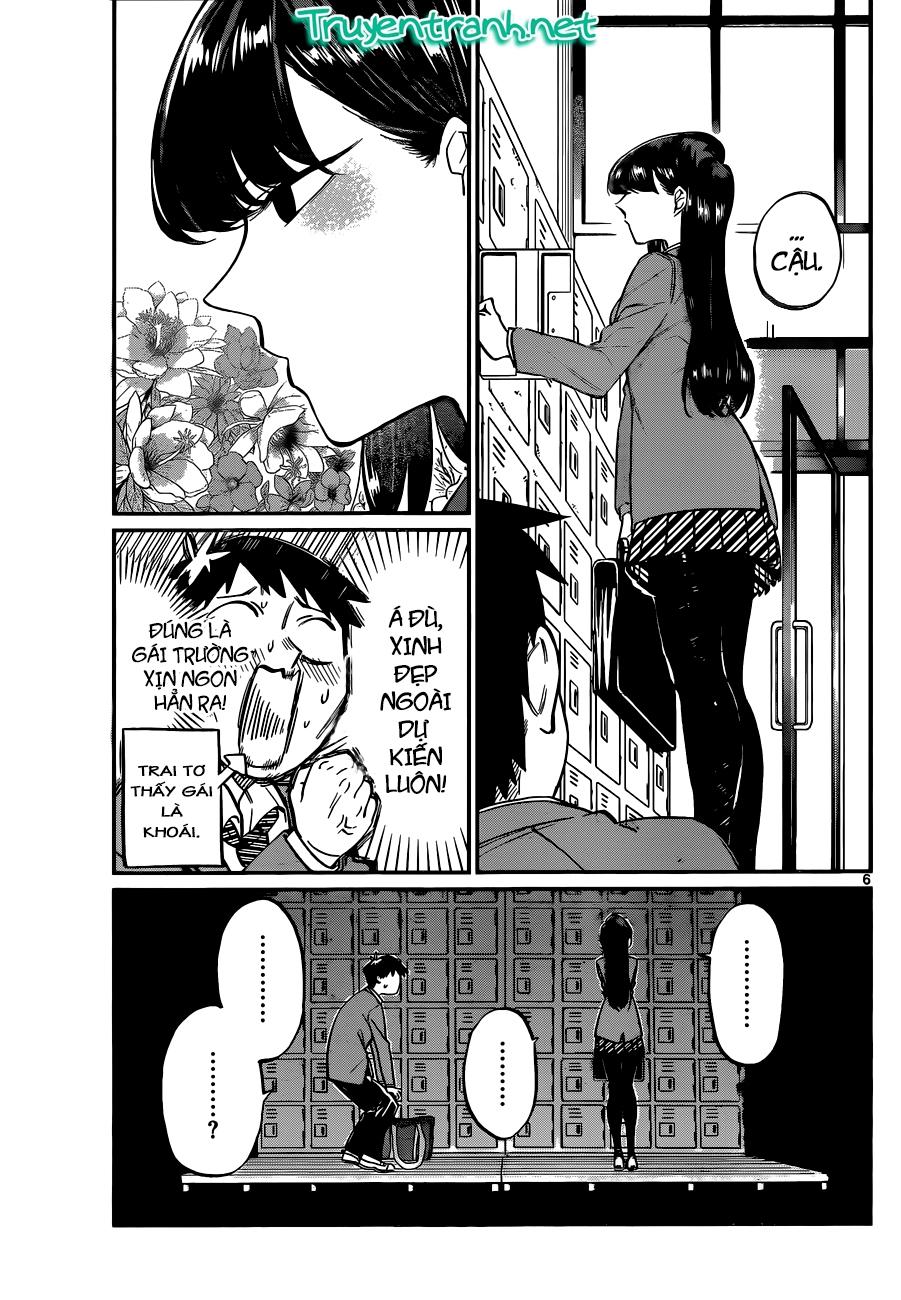 Truyentranh.net
...
CẬU.
Á ĐÙ,
XINH
ĐẸP
NGOÀI
DỰ
KIẾN
LUÔN!
ĐÚNG LÀ
GÁI TRƯỜNG
XỊN NGON
HẲN RA!
TRAI TƠ
THẤY GÁI
LÀ
KHOÁI.
6
.........
.........
.........
.........?